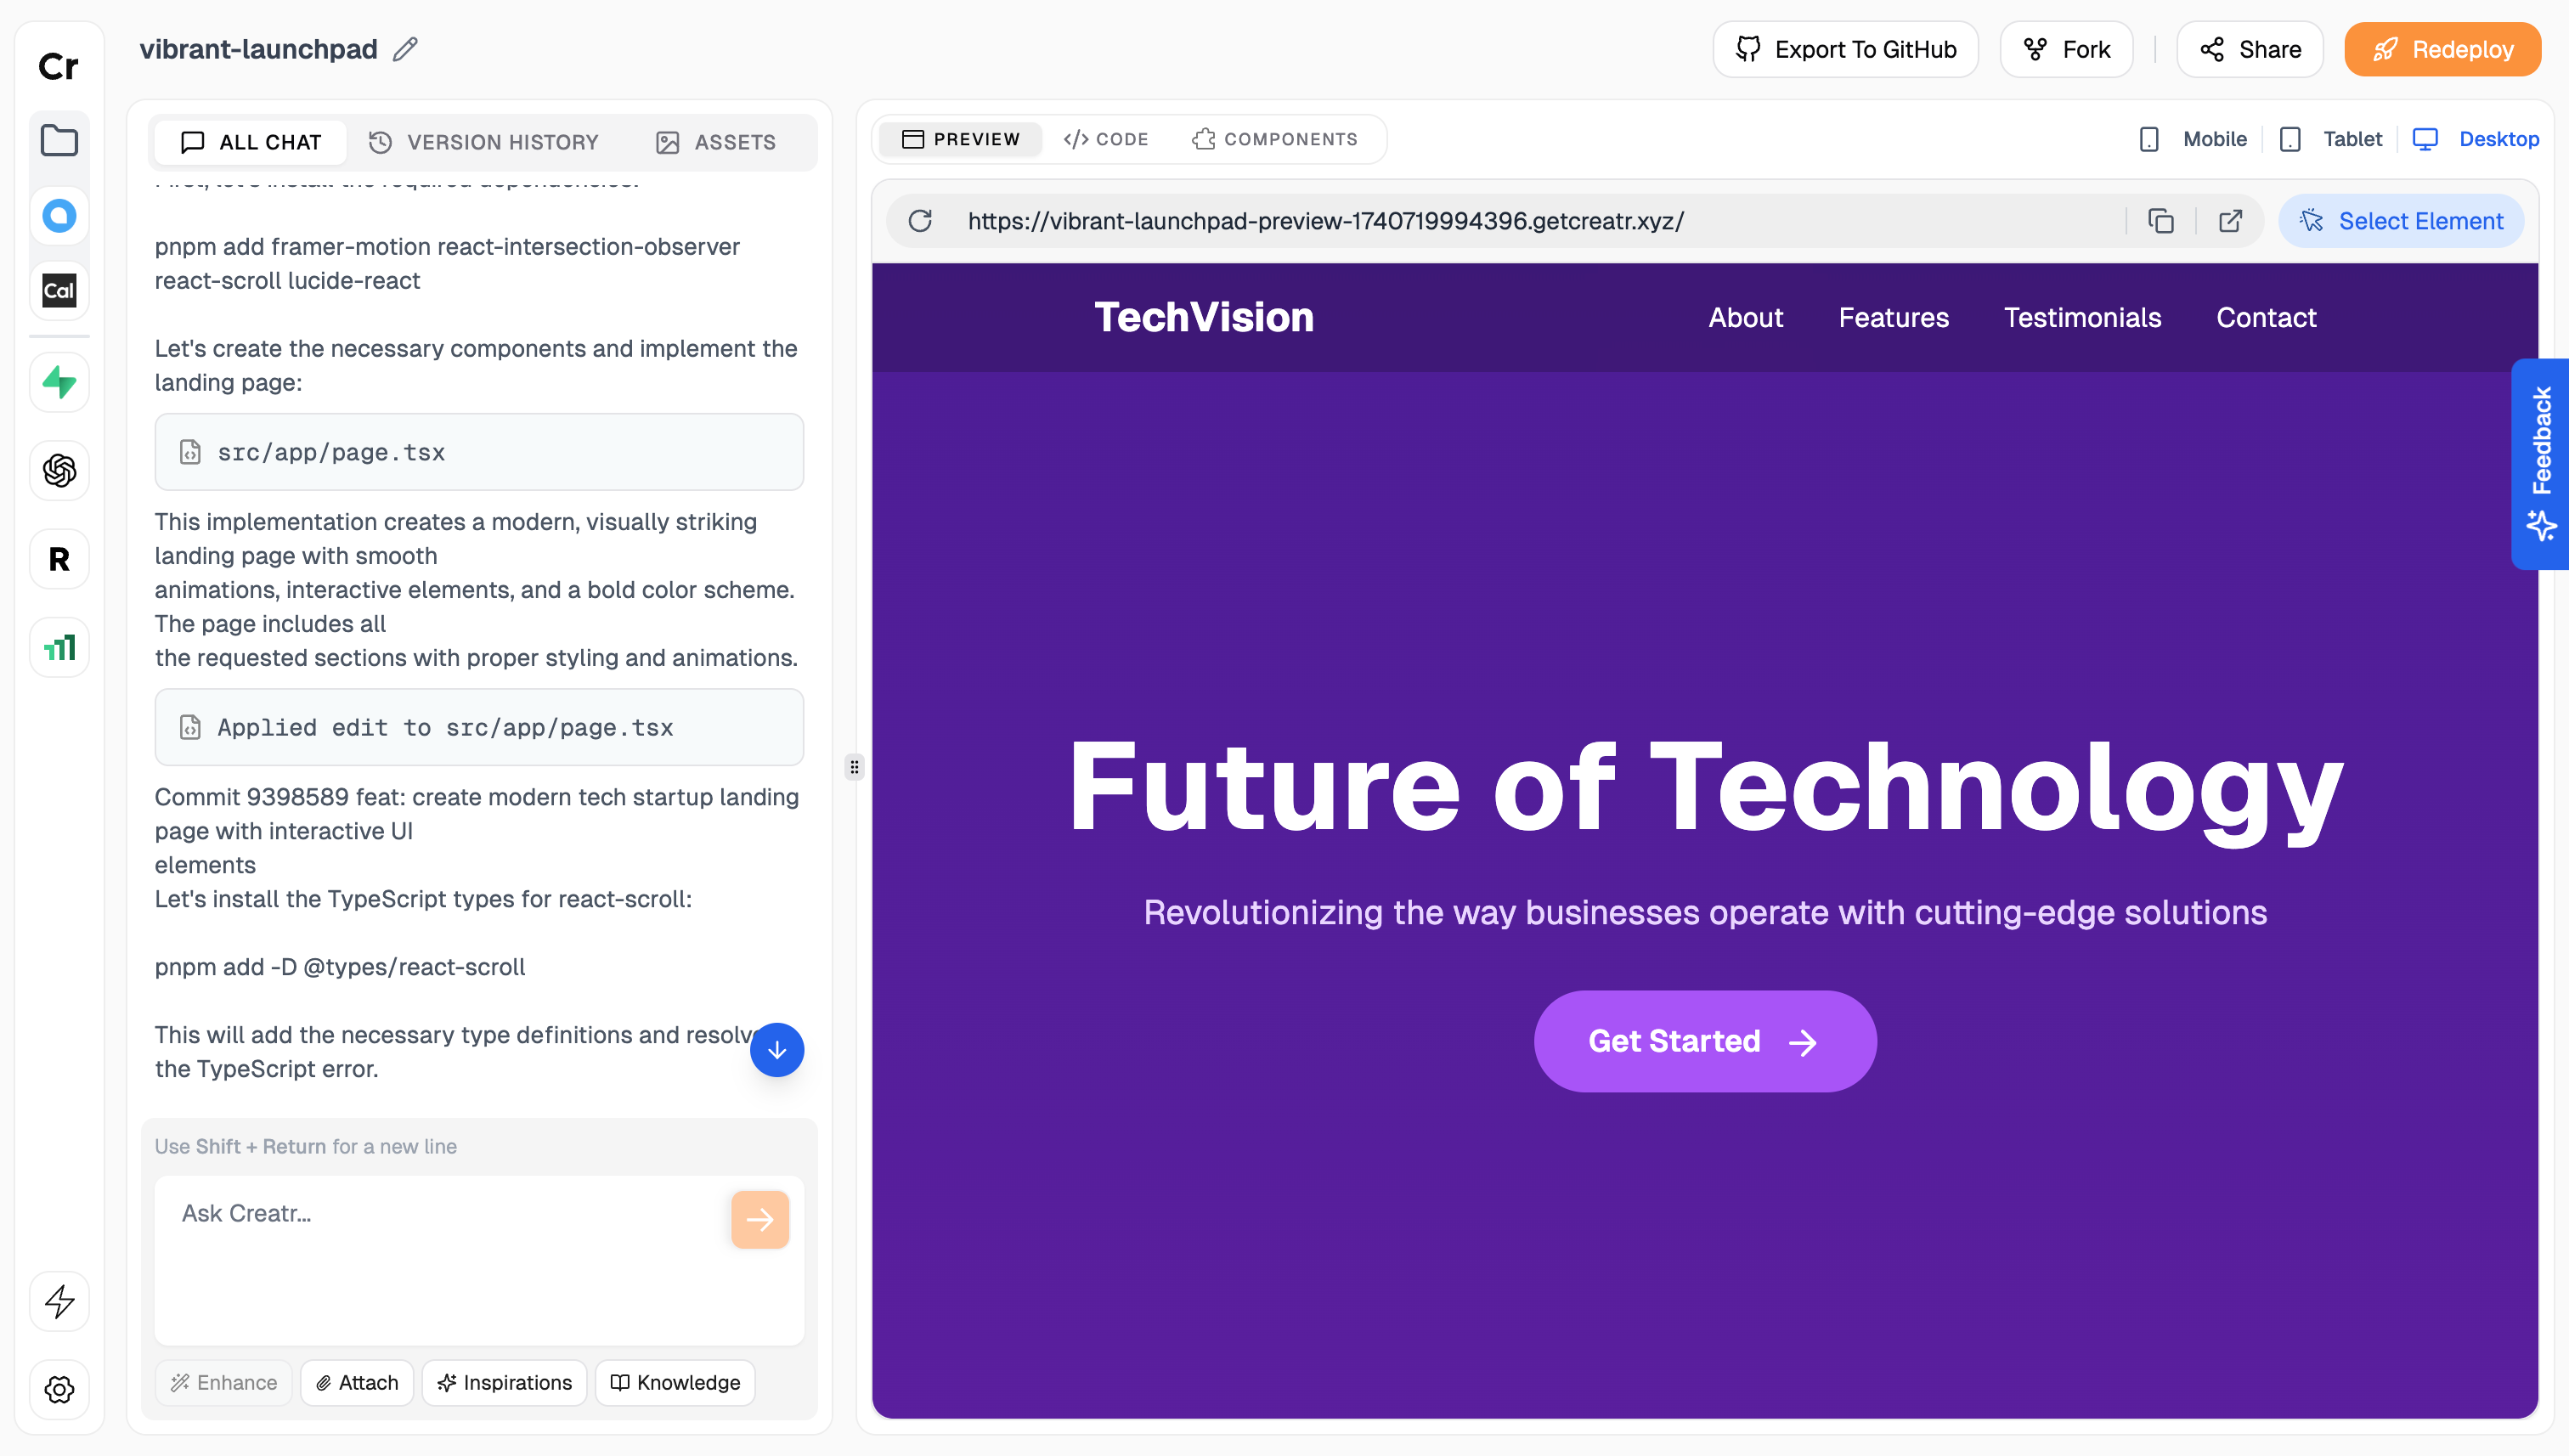 Cr
vibrant-launchpad
Export To GitHub
Fork
Share
Redeploy
ALL CHAT
VERSION HISTORY
ASSETS
First, let's install the required dependencies:
pnpm add framer-motion react-intersection-observer
react-scroll lucide-react
Let's create the necessary components and implement the
landing page:
src/app/page.tsx
This implementation creates a modern, visually striking
landing page with smooth
animations, interactive elements, and a bold color scheme.
The page includes all
the requested sections with proper styling and animations.
Applied edit to src/app/page.tsx
Commit 9398589 feat: create modern tech startup landing
page with interactive UI
elements
Let's install the TypeScript types for react-scroll:
pnpm add -D @types/react-scroll
This will add the necessary type definitions and resolve
the TypeScript error.
Use Shift + Return for a new line
Ask Creatr...
Enhance
Attach
Inspirations
Knowledge
Cal
R
PREVIEW
CODE
COMPONENTS
Mobile
Tablet
Desktop
https://vibrant-launchpad-preview-1740719994396.getcreatr.xyz/
Select Element
TechVision
About
Features
Testimonials
Contact
Future of Technology
Revolutionizing the way businesses operate with cutting-edge solutions
Get Started
Feedback